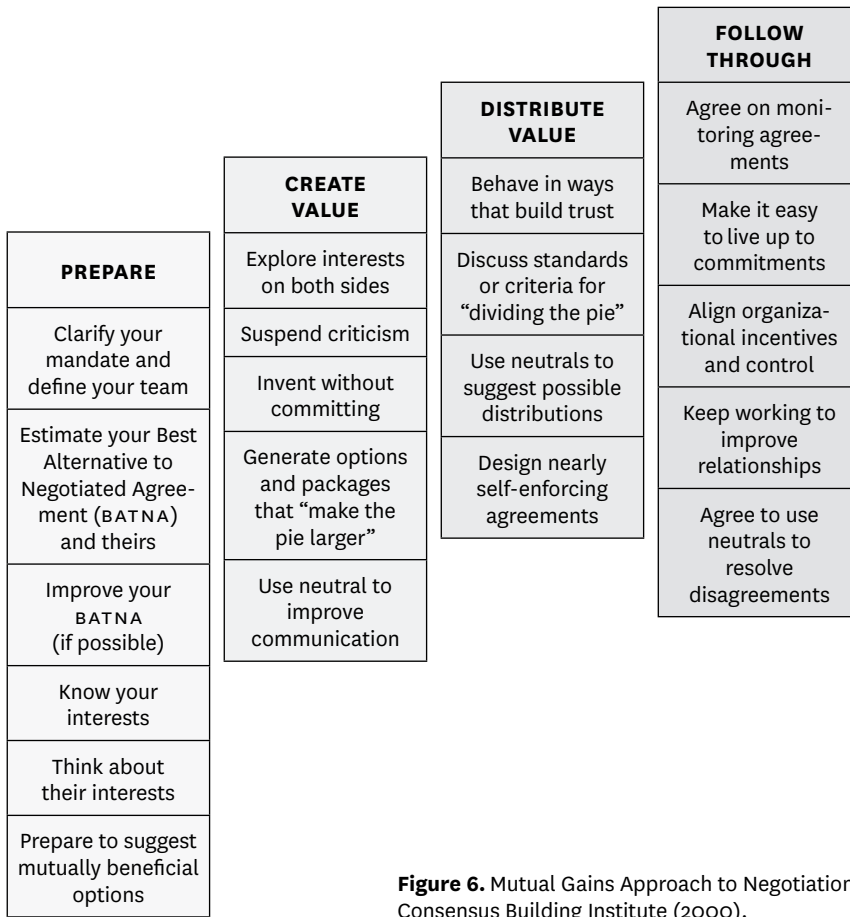 PREPARE
Clarify your
mandate and
define your team
Estimate your Best
Alternative to
Negotiated Agree-
ment (BATNA)
and theirs
Improve your
BATNA
(if possible)
Know your
interests
Think about
their interests
Prepare to suggest
mutually beneficial
options
CREATE
VALUE
Explore interests
on both sides
Suspend criticism
Invent without
committing
Generate options
and packages
that “make the
pie larger”
Use neutral to
improve
communication
DISTRIBUTE
VALUE
Behave in ways
that build trust
Discuss standards
or criteria for
“dividing the pie”
Use neutrals to
suggest possible
distributions
Design nearly
self-enforcing
agreements
FOLLOW
THROUGH
Agree on moni-
toring agree-
ments
Make it easy
to live up to
commitments
Align organiza-
tional incentives
and control
Keep working to
improve
relationships
Agree to use
neutrals to
resolve
disagreements
Figure 6. Mutual Gains Approach to Negotiation
Consensus Building Institute (2000).